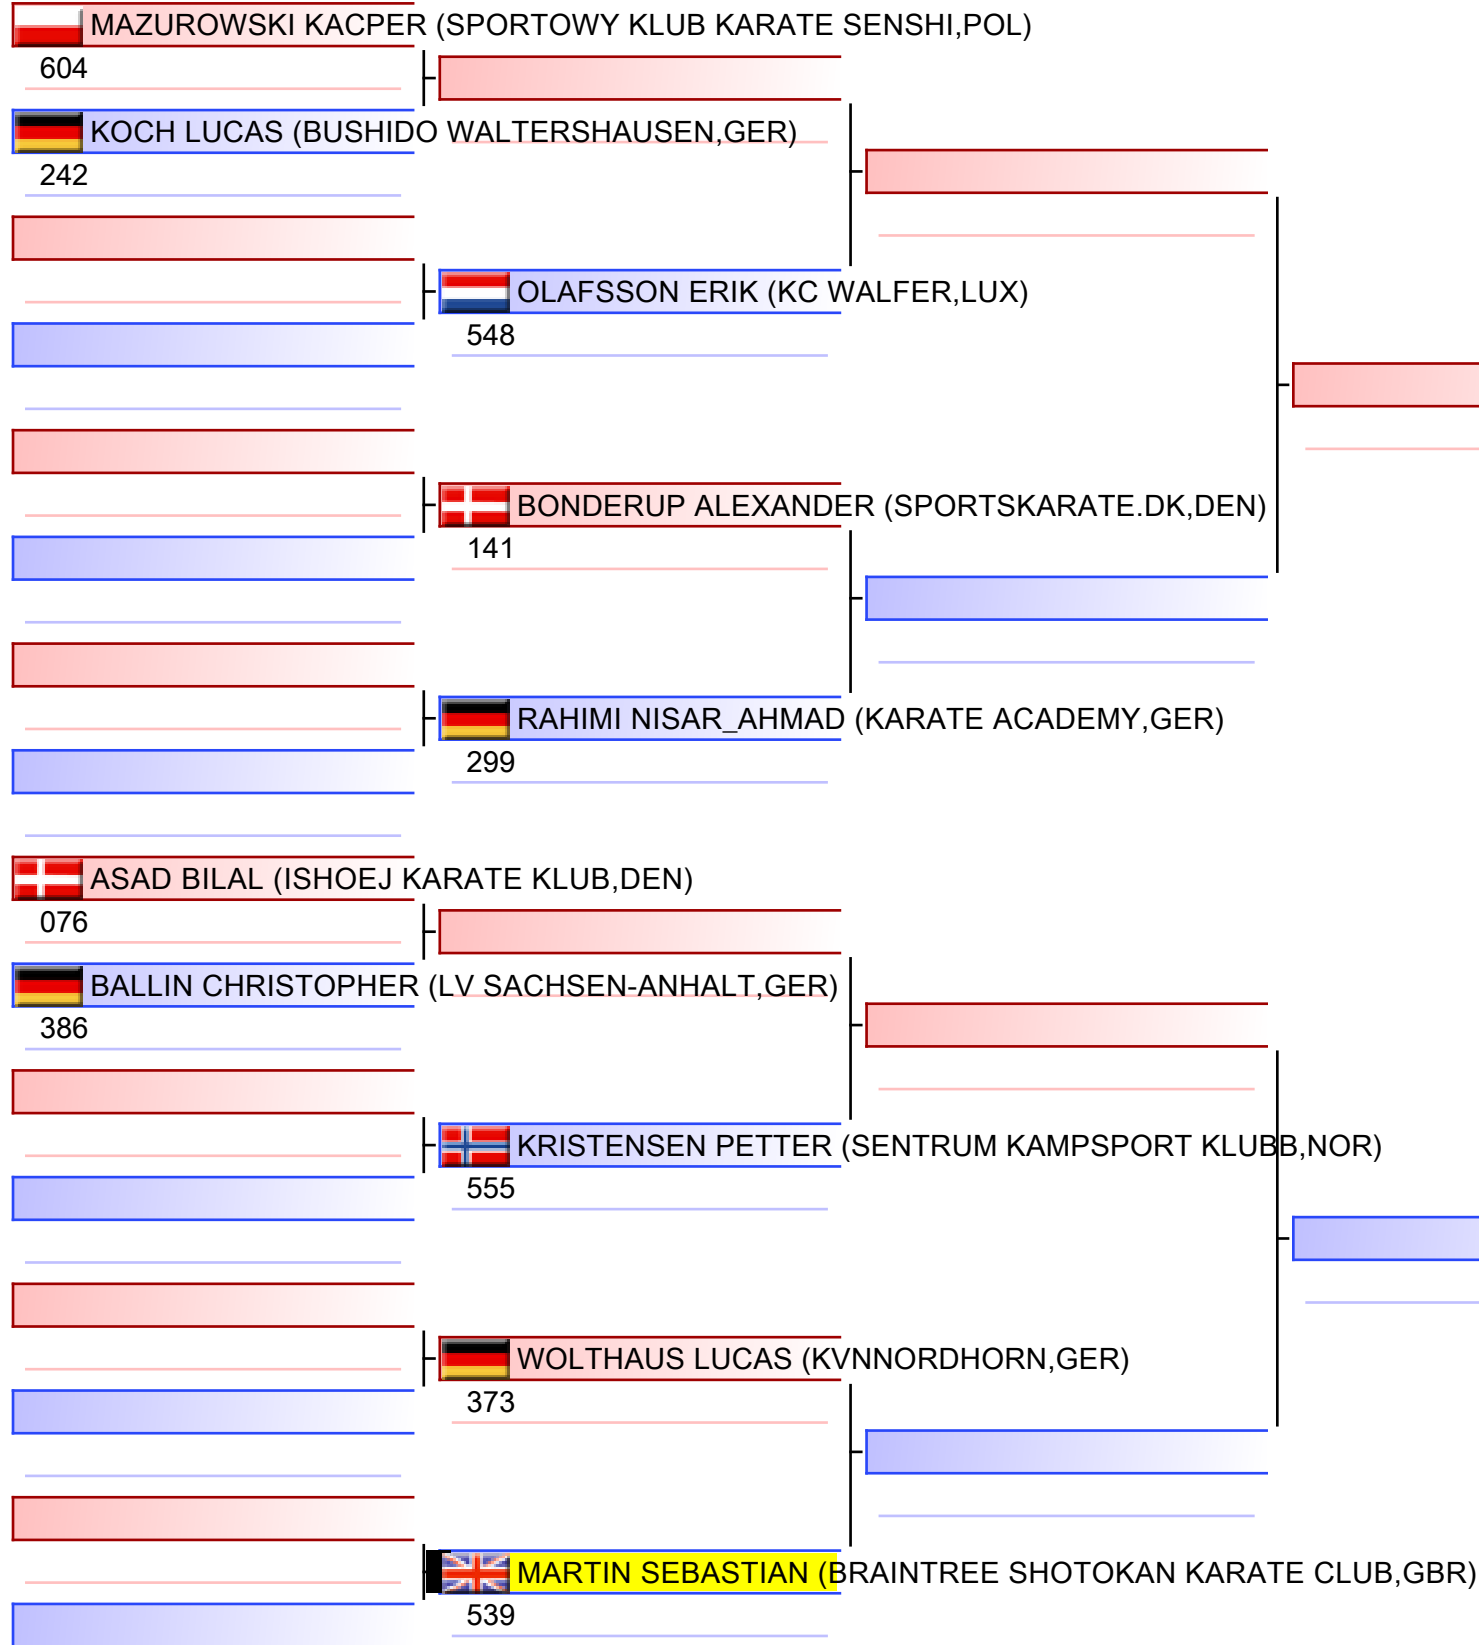 MAZUROWSKI KACPER (SPORTOWY KLUB KARATE SENSHI,POL)
604
KOCH LUCAS (BUSHIDO WALTERSHAUSEN,GER)
242
OLAFSSON ERIK (KC WALFER,LUX)
548
BONDERUP ALEXANDER (SPORTSKARATE.DK,DEN)
141
RAHIMI NISAR_AHMAD (KARATE ACADEMY,GER)
299
ASAD BILAL (ISHOEJ KARATE KLUB,DEN)
076
BALLIN CHRISTOPHER (LV SACHSEN-ANHALT,GER)
386
KRISTENSEN PETTER (SENTRUM KAMPSPORT KLUBB,NOR)
555
WOLTHAUS LUCAS (KVNNORDHORN,GER)
373
MARTIN SEBASTIAN (BRAINTREE SHOTOKAN KARATE CLUB,GBR)
539